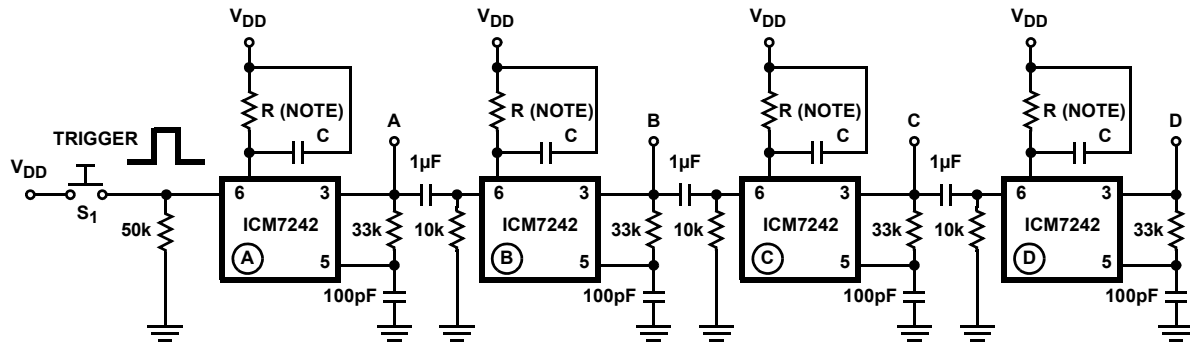 VDD
VDD
VDD
VDD
R (NOTE)
C
R (NOTE)
C
R (NOTE)
C
R (NOTE)
C
TRIGGER
A
B
C
D
VDD
S1
1µF
1µF
1µF
6
3
6
3
6
3
6
3
50k
ICM7242
33k
10k
ICM7242
33k
10k
ICM7242
33k
10k
ICM7242
33k
A
5
B
5
C
5
D
5
100pF
100pF
100pF
100pF